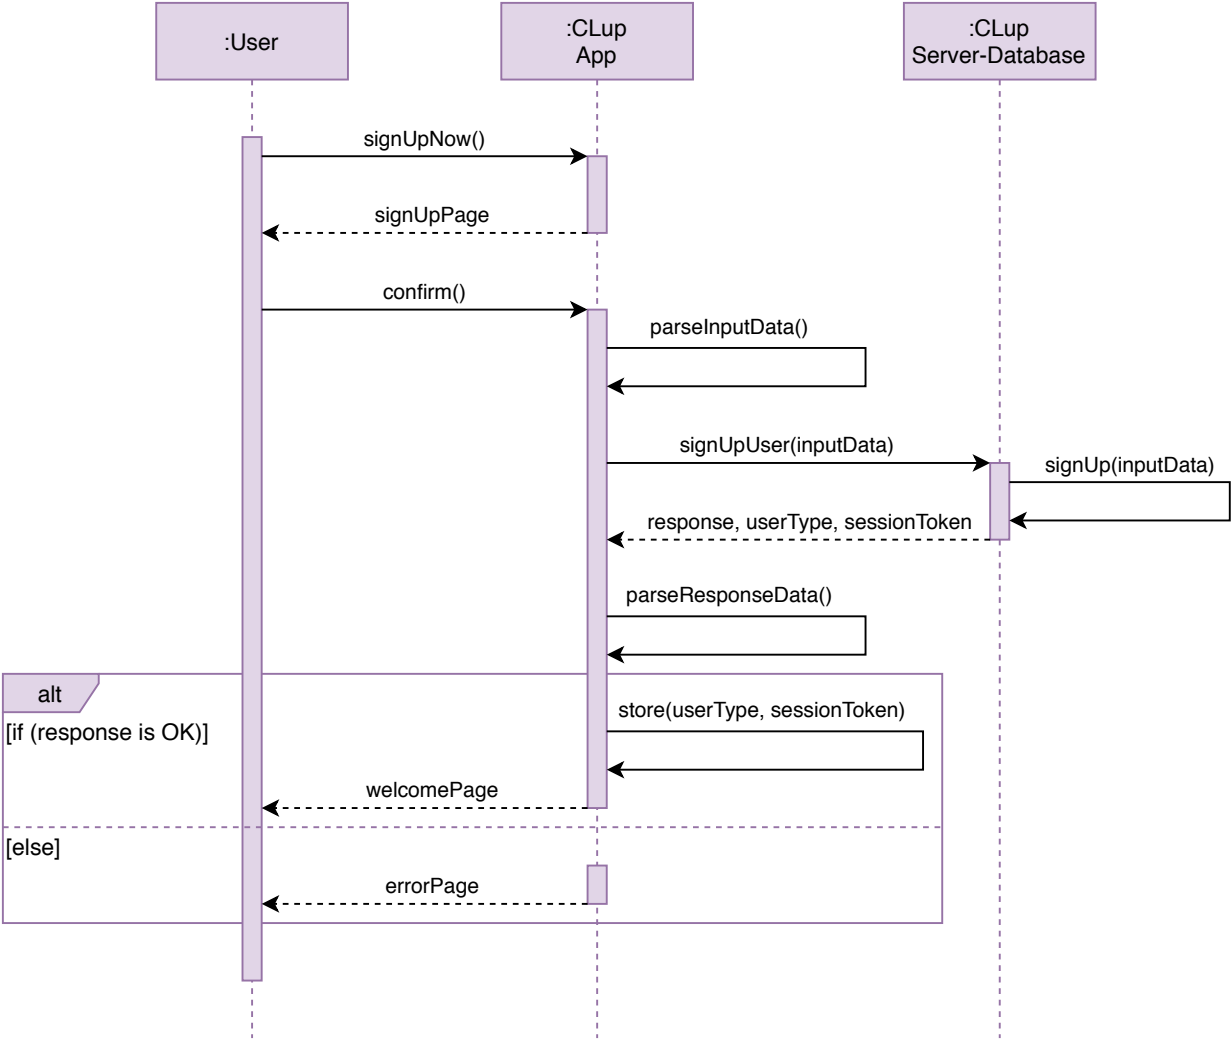 :User
:CLup
App
:CLup
Server-Database
signUpNow()
signUpPage
confirm()
parseInputData()
signUpUser(inputData)
signUp(inputData)
response, userType, sessionToken
parseResponseData()
alt
store(userType, sessionToken)
[if (response is OK)]
welcomePage
[else]
errorPage